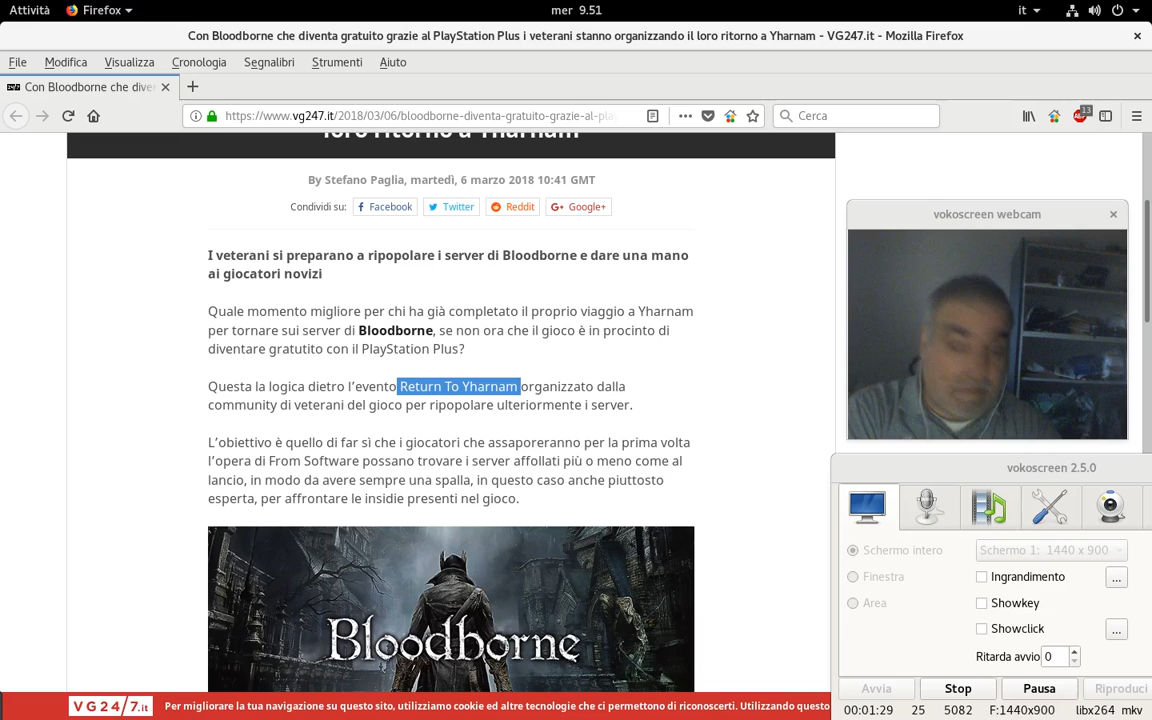 Attività Firefox mer 9.51 it
Con Bloodborne che diventa gratuito grazie al PlayStation Plus i veterani stanno organizzando il loro ritorno a Yharnam - VG247.it - Mozilla Firefox
File Modifica Visualizza Cronologia Segnalibri Strumenti Aiuto
Con Bloodborne che diver
https://www.vg247.it/2018/03/06/bloodborne-diventa-gratuito-grazie-al-pla Cerca 13
loro ritorno a Yharnam
By Stefano Paglia, martedì, 6 marzo 2018 10:41 GMT
Condividi su: Facebook Twitter Reddit Google+
I veterani si preparano a ripopolare i server di Bloodborne e dare una mano
ai giocatori novizi
Quale momento migliore per chi ha già completato il proprio viaggio a Yharnam
per tornare sui server di Bloodborne, se non ora che il gioco è in procinto di
diventare gratutito con il PlayStation Plus?
Questa la logica dietro l'evento Return To Yharnam organizzato dalla
community di veterani del gioco per ripopolare ulteriormente i server.
L'obiettivo è quello di far sì che i giocatori che assaporeranno per la prima volta
l'opera di From Software possano trovare i server affollati più o meno come al
lancio, in modo da avere sempre una spalla, in questo caso anche piuttosto
esperta, per affrontare le insidie presenti nel gioco.
Bloodborne
VG24/7.it Per migliorare la tua navigazione su questo sito, utilizziamo cookie ed altre tecnologie che ci permettono di riconoscerti. Utilizzando questo
vokoscreen webcam
vokoscreen 2.5.0
Schermo intero Schermo 1: 1440 x 900
Finestra Ingrandimento ...
Area Showkey
Showclick ...
Ritarda avvio 0
Avvia Stop Pausa Riproduci
00:01:29 25 5082 F:1440x900 libx264 mkv